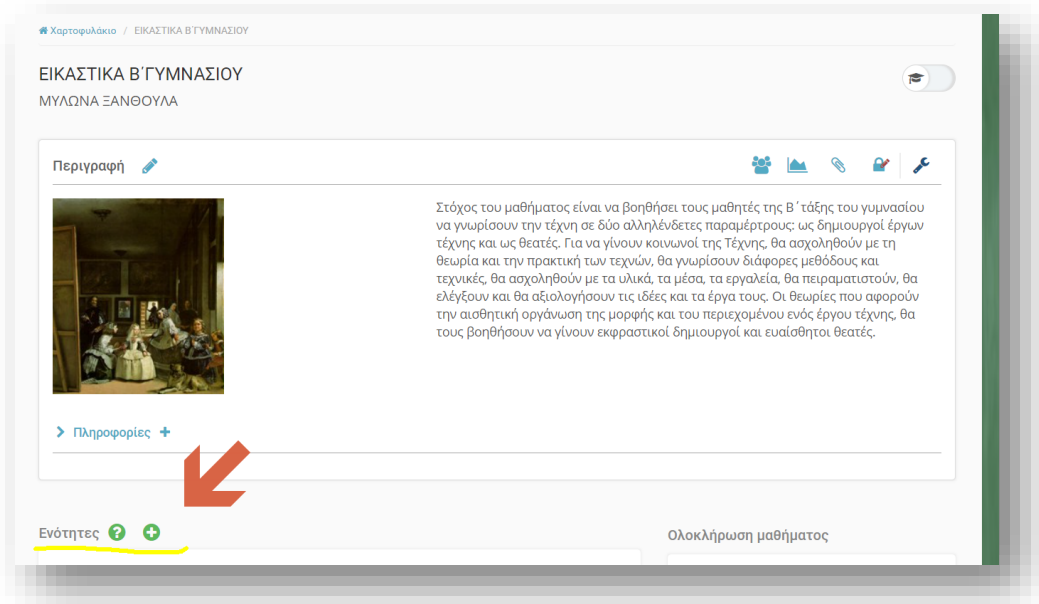 Χαρτοφυλάκιο / ΕΙΚΑΣΤΙΚΑ Β΄ΓΥΜΝΑΣΙΟΥ
ΕΙΚΑΣΤΙΚΑ Β΄ΓΥΜΝΑΣΙΟΥ
ΜΥΛΩΝΑ ΞΑΝΘΟΥΛΑ
Περιγραφή
Στόχος του μαθήματος είναι να βοηθήσει τους μαθητές της Β΄τάξης του γυμνασίου
να γνωρίσουν την τέχνη σε δύο αλληλένδετες παραμέτρους: ως δημιουργοί έργων
τέχνης και ως θεατές. Για να γίνουν κοινωνοί της Τέχνης, θα ασχοληθούν με τη
θεωρία και την πρακτική των τεχνών, θα γνωρίσουν διάφορες μεθόδους και
τεχνικές, θα ασχοληθούν με τα υλικά, τα μέσα, τα εργαλεία, θα πειραματιστούν, θα
ελέγξουν και θα αξιολογήσουν τις ιδέες και τα έργα τους. Οι θεωρίες που αφορούν
την αισθητική οργάνωση της μορφής και του περιεχομένου ενός έργου τέχνης, θα
τους βοηθήσουν να γίνουν εκφραστικοί δημιουργοί και ευαίσθητοι θεατές.
Πληροφορίες +
Ενότητες
Ολοκλήρωση μαθήματος